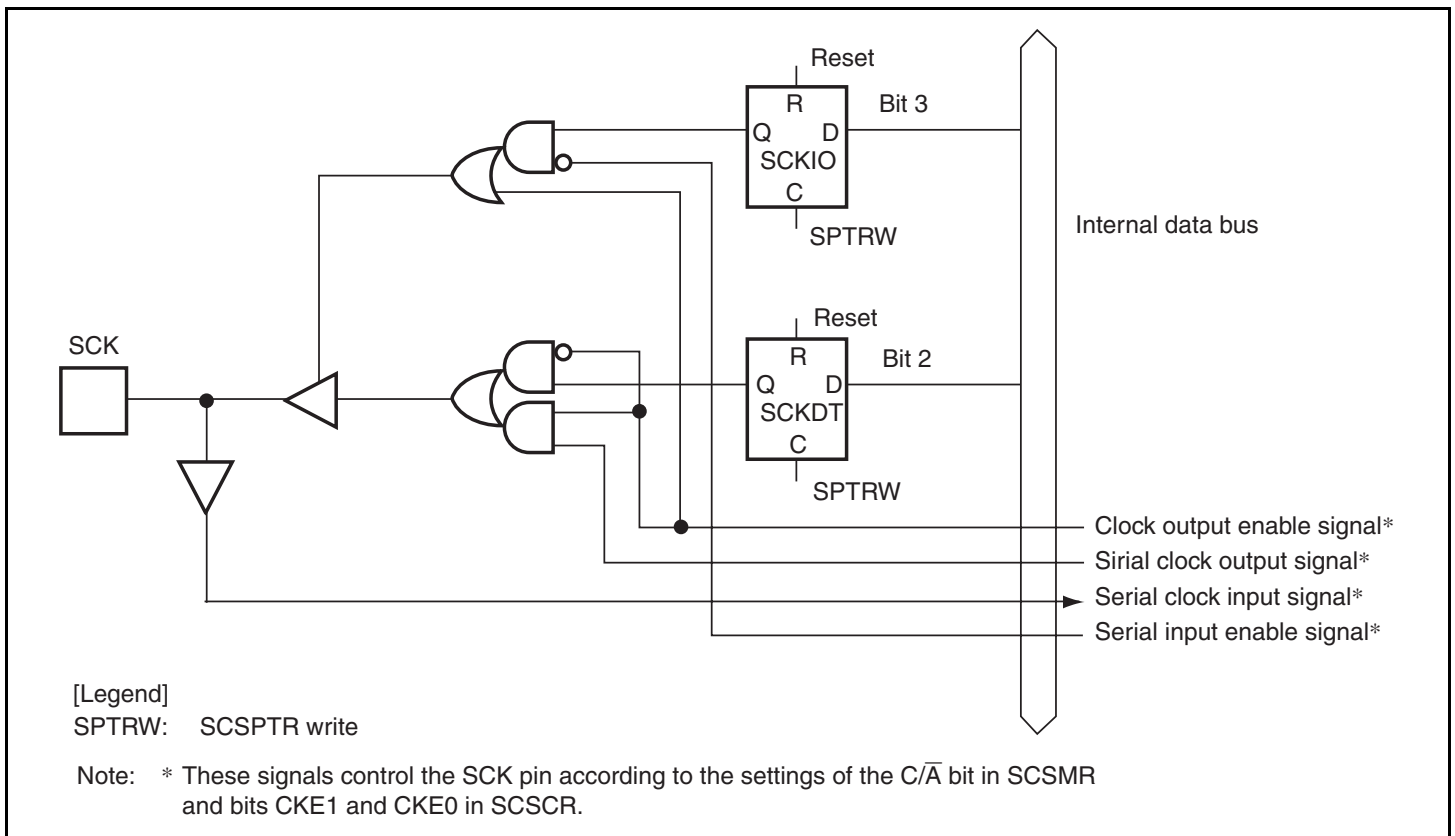 Reset
R
Bit 3
Q D
SCKIO
C
SPTRW
Internal data bus
Reset
SCK
R
Bit 2
Q D
SCKDT
C
SPTRW
Clock output enable signal*
Sirial clock output signal*
Serial clock input signal*
Serial input enable signal*
[Legend]
SPTRW: SCSPTR write
Note: * These signals control the SCK pin according to the settings of the C/A̅ bit in SCSMR
and bits CKE1 and CKE0 in SCSCR.